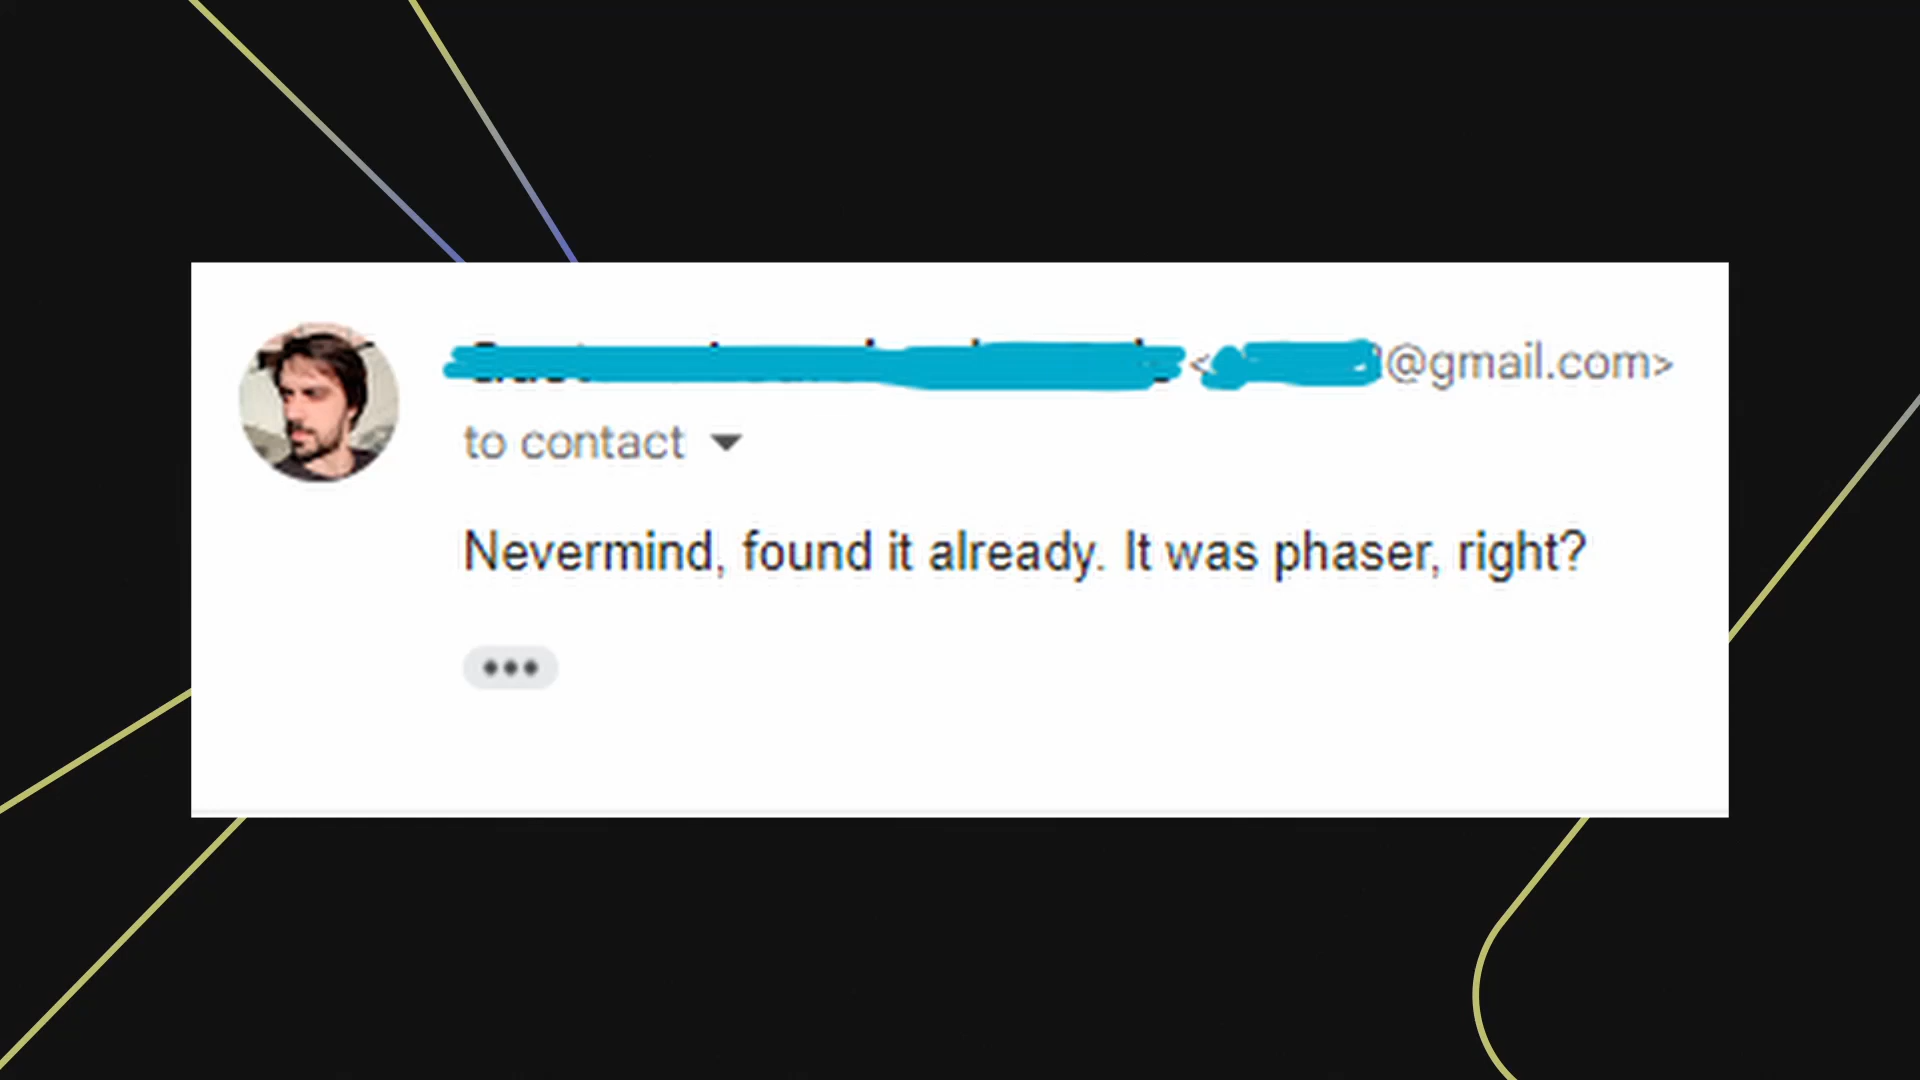 <@gmail.com>
to contact
Nevermind, found it already. It was phaser, right?